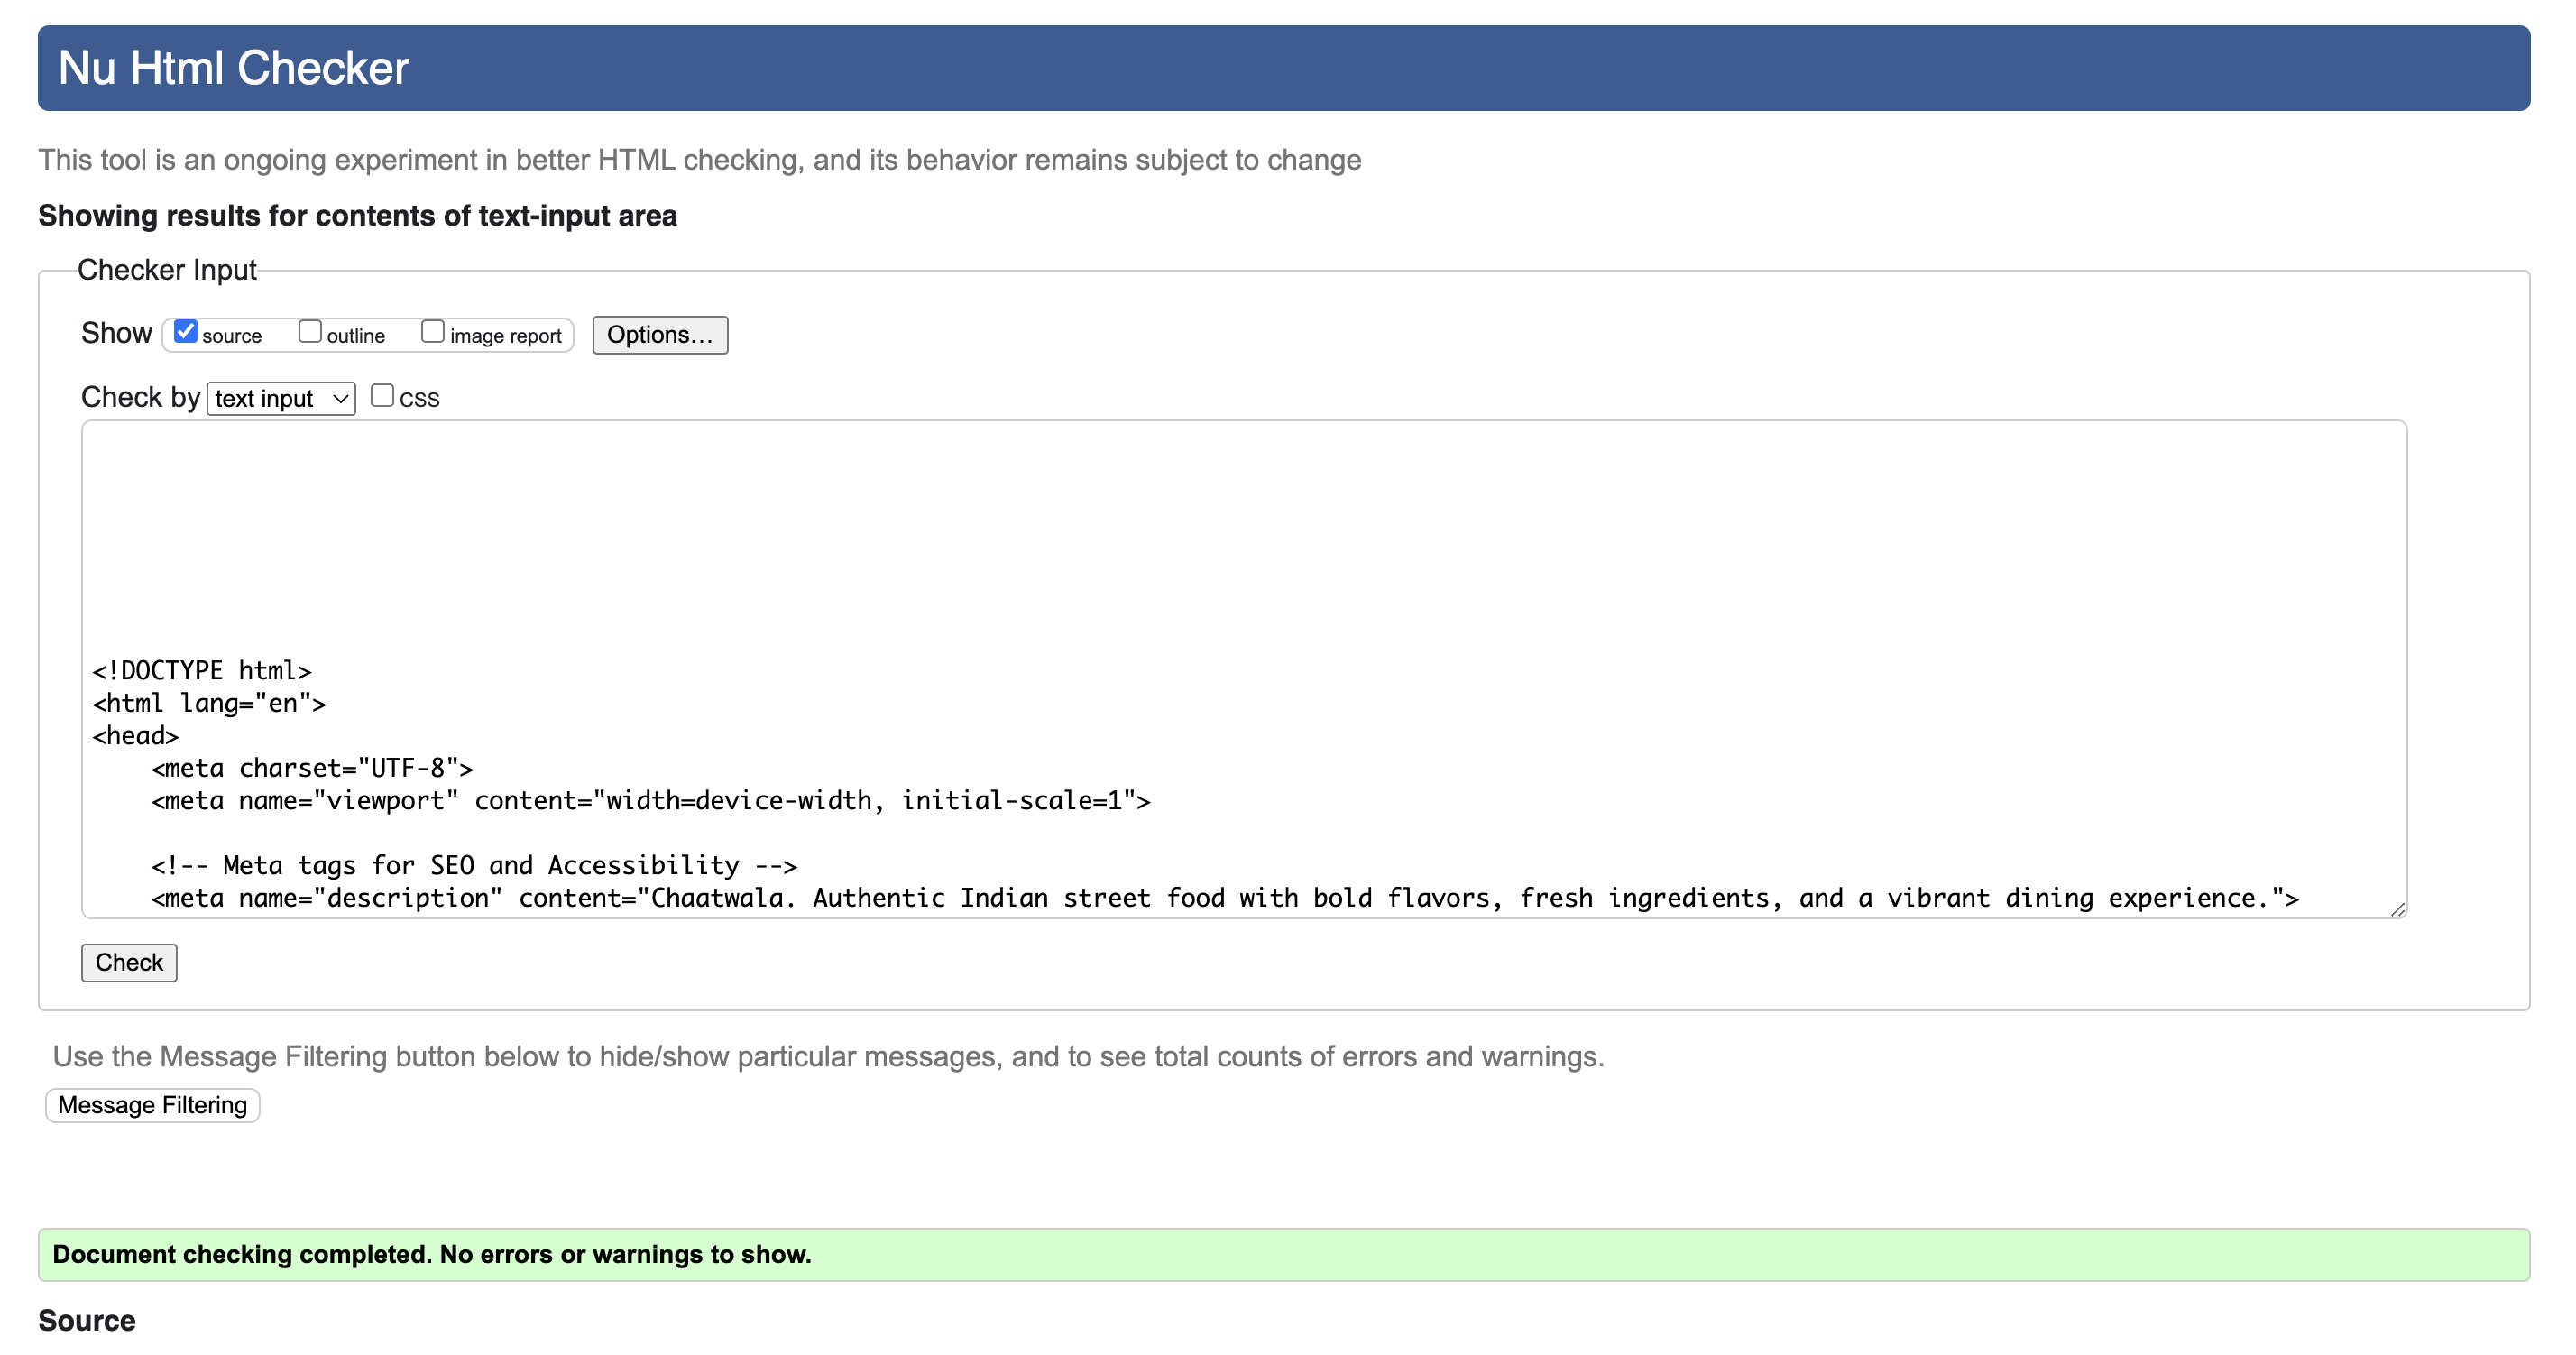 Nu Html Checker
This tool is an ongoing experiment in better HTML checking, and its behavior remains subject to change
Showing results for contents of text-input area
Checker Input
Show source outline image report Options...
Check by text input CSS
<!DOCTYPE html>
<html lang="en">
<head>
    <meta charset="UTF-8">
    <meta name="viewport" content="width=device-width, initial-scale=1">
    <!-- Meta tags for SEO and Accessibility -->
    <meta name="description" content="Chaatwala. Authentic Indian street food with bold flavors, fresh ingredients, and a vibrant dining experience.">
Check
Use the Message Filtering button below to hide/show particular messages, and to see total counts of errors and warnings.
Message Filtering
Document checking completed. No errors or warnings to show.
Source